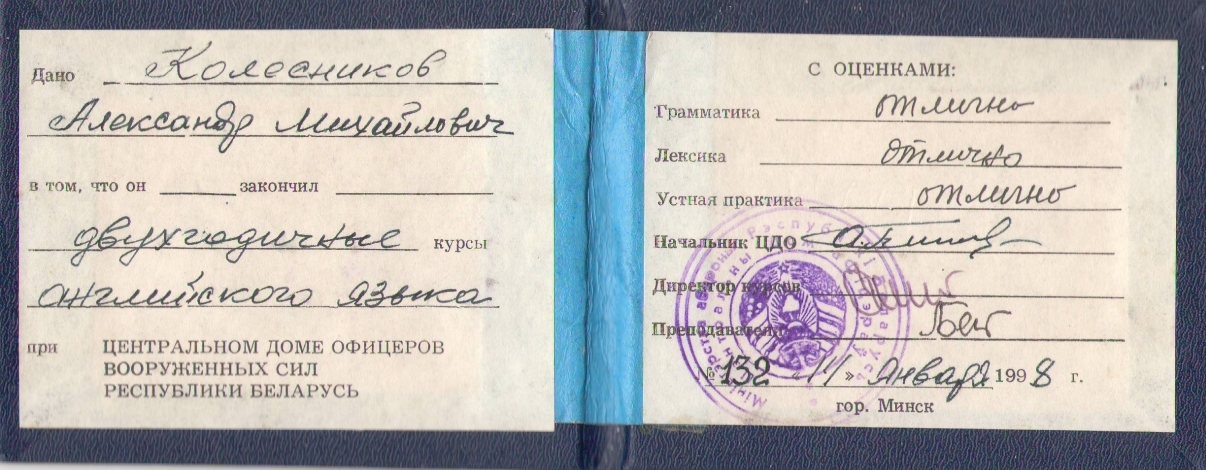 Дано Колесников
Александр Михайлович
в том, что он закончил
двухгодичные курсы
английского языка
при ЦЕНТРАЛЬНОМ ДОМЕ ОФИЦЕРОВ
ВООРУЖЕННЫХ СИЛ
РЕСПУБЛИКИ БЕЛАРУСЬ
С ОЦЕНКАМИ:
Грамматика отлично
Лексика отлично
Устная практика отлично
Начальник ЦДО
Директор курсов
Преподаватель
№ 132 «11» января 1998 г.
гор. Минск